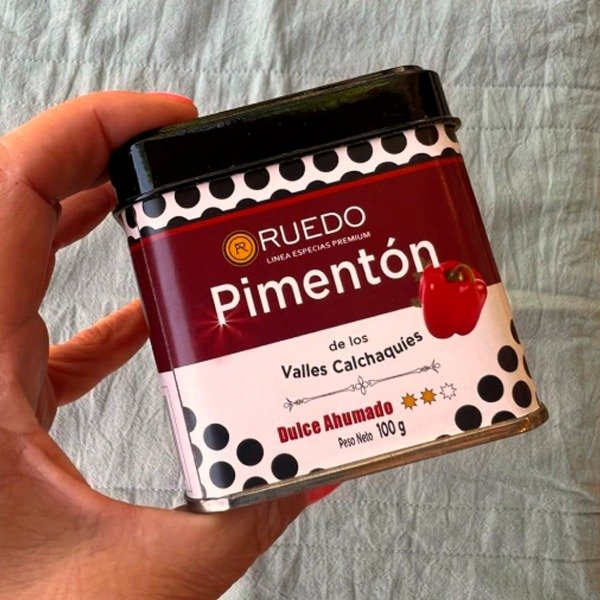 RUEDO
LINEA ESPECIAS PREMIUM
Pimentón
de los
Valles Calchaquíes
Dulce Ahumado
Peso Neto 100 g